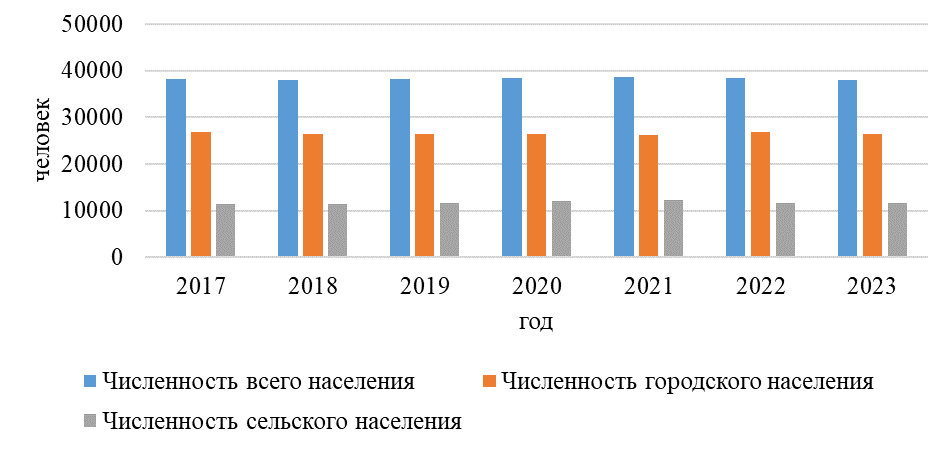 50000
40000
30000
20000
10000
0
человек
2017 2018 2019 2020 2021 2022 2023
год
Численность всего населения Численность городского населения
Численность сельского населения